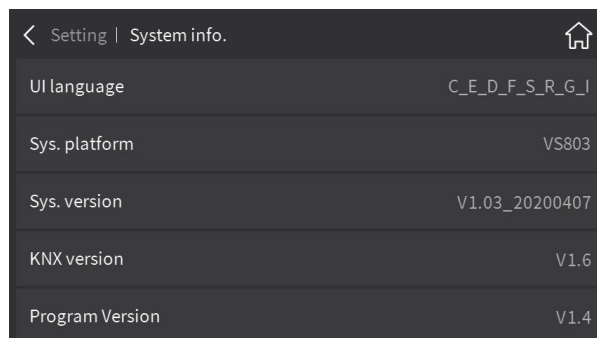 Setting | System info.
UI language C_E_D_F_S_R_G_I
Sys. platform VS803
Sys. version V1.03_20200407
KNX version V1.6
Program Version V1.4